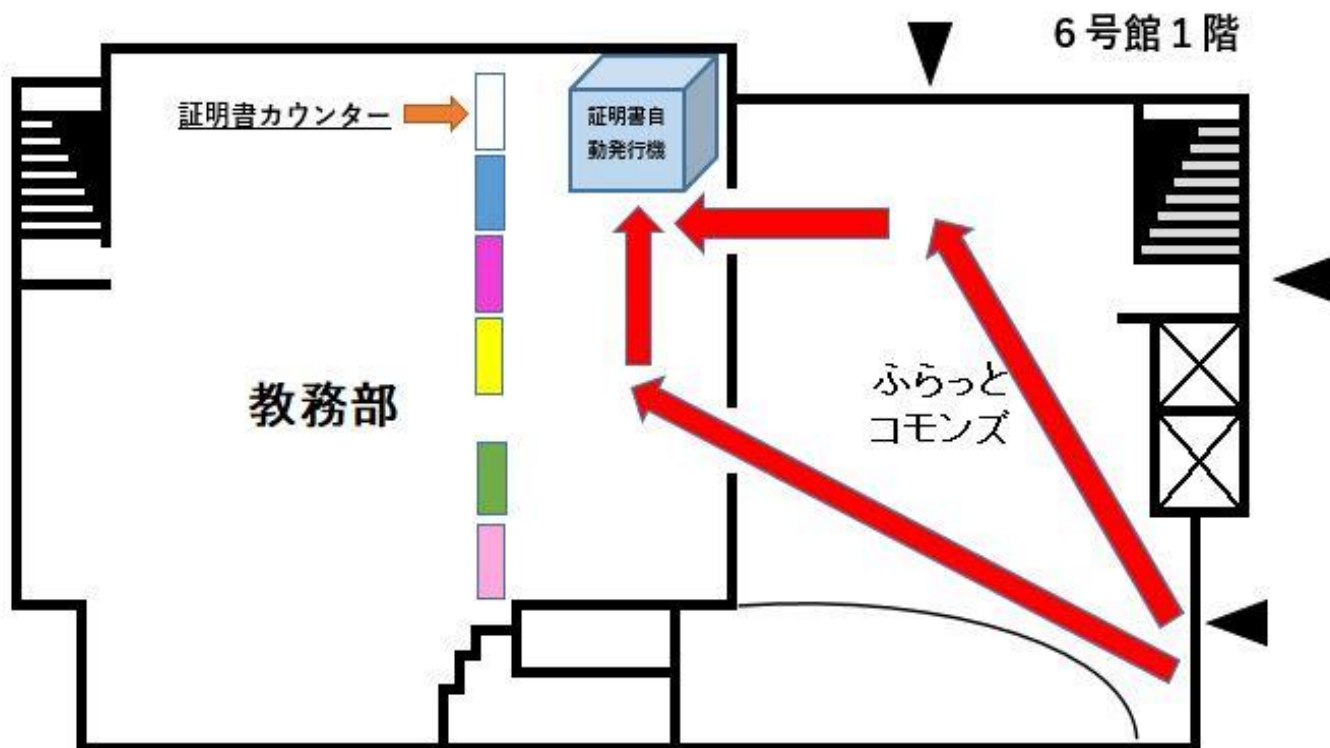 6号館1階
証明書カウンター
証明書自
動発行機
教務部
ふらっと
コモンズ